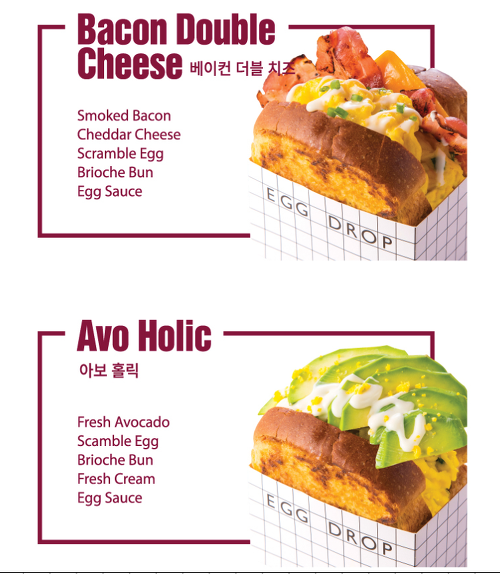 Bacon Double
Cheese 베이컨 더블 치즈
Smoked Bacon
Cheddar Cheese
Scramble Egg
Brioche Bun
Egg Sauce
EGG DROP
Avo Holic
아보 홀릭
Fresh Avocado
Scamble Egg
Brioche Bun
Fresh Cream
Egg Sauce
EGG DROP